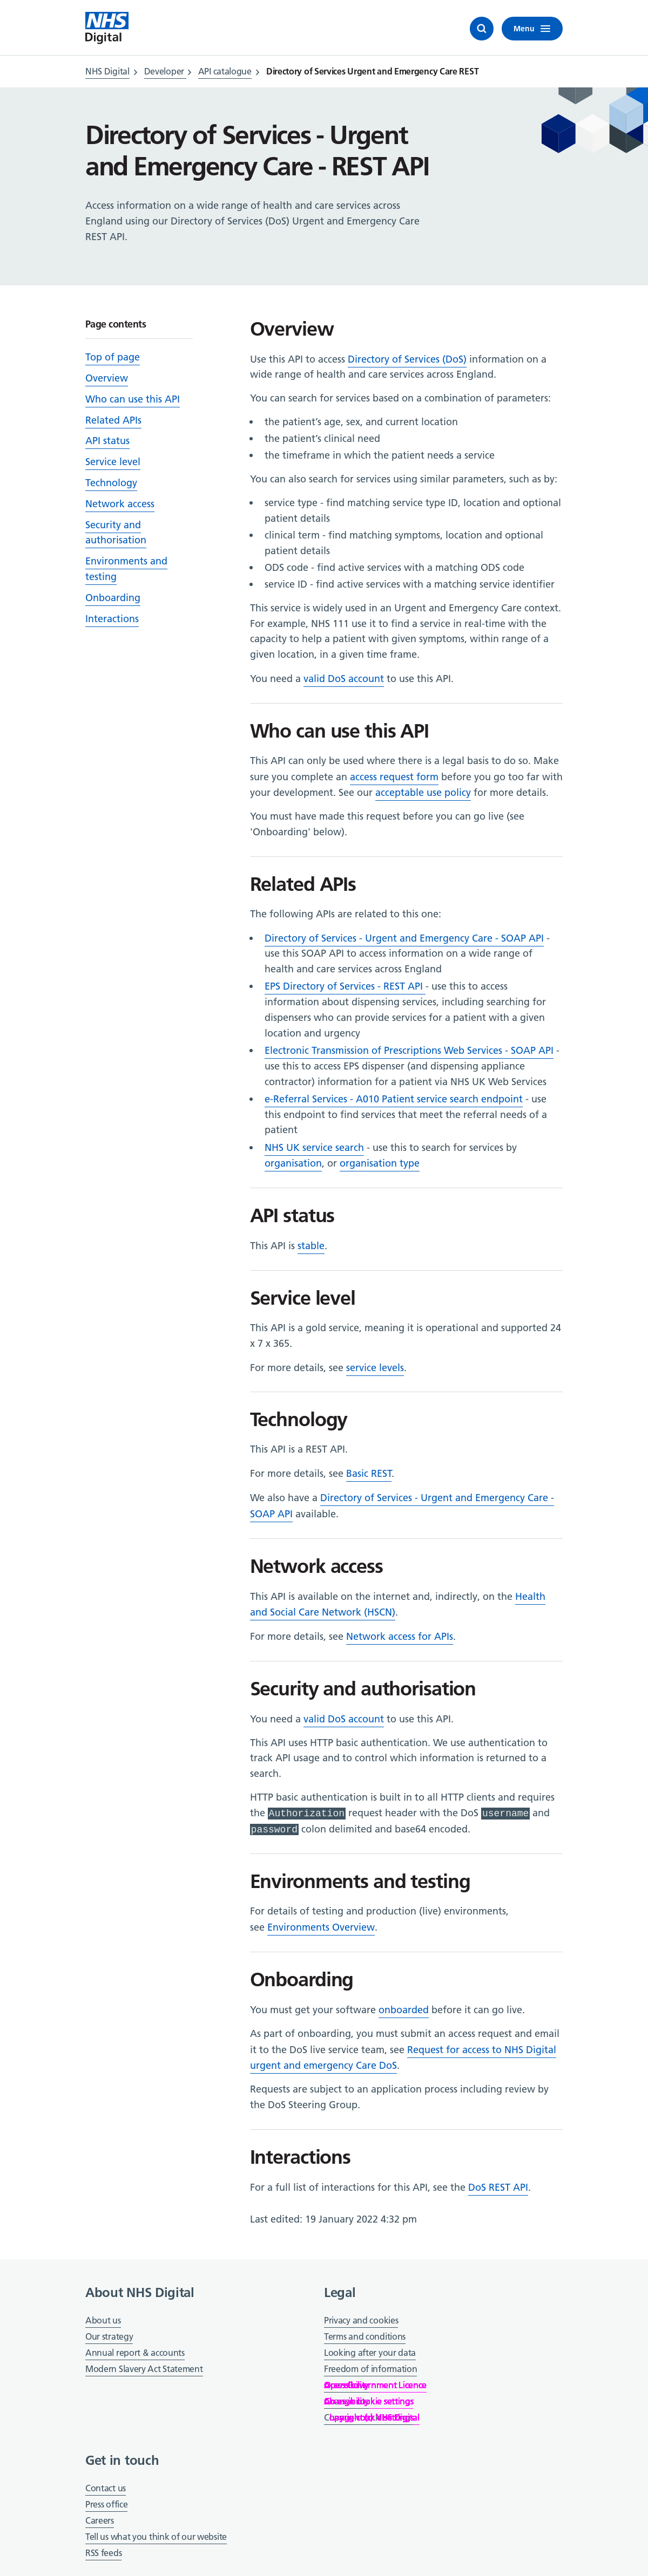 NHS
Digital
Menu
NHS Digital > Developer > API catalogue > Directory of Services Urgent and Emergency Care REST
Directory of Services - Urgent
and Emergency Care - REST API
Access information on a wide range of health and care services across
England using our Directory of Services (DoS) Urgent and Emergency Care
REST API.
Page contents
Top of page
Overview
Who can use this API
Related APIs
API status
Service level
Technology
Network access
Security and
authorisation
Environments and
testing
Onboarding
Interactions
Overview
Use this API to access Directory of Services (DoS) information on a
wide range of health and care services across England.
You can search for services based on a combination of parameters:
• the patient's age, sex, and current location
• the patient's clinical need
• the timeframe in which the patient needs a service
You can also search for services using similar parameters, such as by:
• service type - find matching service type ID, location and optional
patient details
• clinical term - find matching symptoms, location and optional
patient details
• ODS code - find active services with a matching ODS code
• service ID - find active services with a matching service identifier
This service is widely used in an Urgent and Emergency Care context.
For example, NHS 111 use it to find a service in real-time with the
capacity to help a patient with given symptoms, within range of a
given location, in a given time frame.
You need a valid DoS account to use this API.
Who can use this API
This API can only be used where there is a legal basis to do so. Make
sure you complete an access request form before you go too far with
your development. See our acceptable use policy for more details.
You must have made this request before you can go live (see
'Onboarding' below).
Related APIs
The following APIs are related to this one:
• Directory of Services - Urgent and Emergency Care - SOAP API -
use this SOAP API to access information on a wide range of
health and care services across England
• EPS Directory of Services - REST API - use this to access
information about dispensing services, including searching for
dispensers who can provide services for a patient with a given
location and urgency
• Electronic Transmission of Prescriptions Web Services - SOAP API -
use this to access EPS dispenser (and dispensing appliance
contractor) information for a patient via NHS UK Web Services
• e-Referral Services - A010 Patient service search endpoint - use
this endpoint to find services that meet the referral needs of a
patient
• NHS UK service search - use this to search for services by
organisation, or organisation type
API status
This API is stable.
Service level
This API is a gold service, meaning it is operational and supported 24
x 7 x 365.
For more details, see service levels.
Technology
This API is a REST API.
For more details, see Basic REST.
We also have a Directory of Services - Urgent and Emergency Care -
SOAP API available.
Network access
This API is available on the internet and, indirectly, on the Health
and Social Care Network (HSCN).
For more details, see Network access for APIs.
Security and authorisation
You need a valid DoS account to use this API.
This API uses HTTP basic authentication. We use authentication to
track API usage and to control which information is returned to a
search.
HTTP basic authentication is built in to all HTTP clients and requires
the Authorization request header with the DoS username and
password colon delimited and base64 encoded.
Environments and testing
For details of testing and production (live) environments,
see Environments Overview.
Onboarding
You must get your software onboarded before it can go live.
As part of onboarding, you must submit an access request and email
it to the DoS live service team, see Request for access to NHS Digital
urgent and emergency Care DoS.
Requests are subject to an application process including review by
the DoS Steering Group.
Interactions
For a full list of interactions for this API, see the DoS REST API.
Last edited: 19 January 2022 4:32 pm
About NHS Digital
About us
Our strategy
Annual report & accounts
Modern Slavery Act Statement
Legal
Privacy and cookies
Terms and conditions
Looking after your data
Freedom of information
Get in touch
Contact us
Press office
Careers
Tell us what you think of our website
RSS feeds